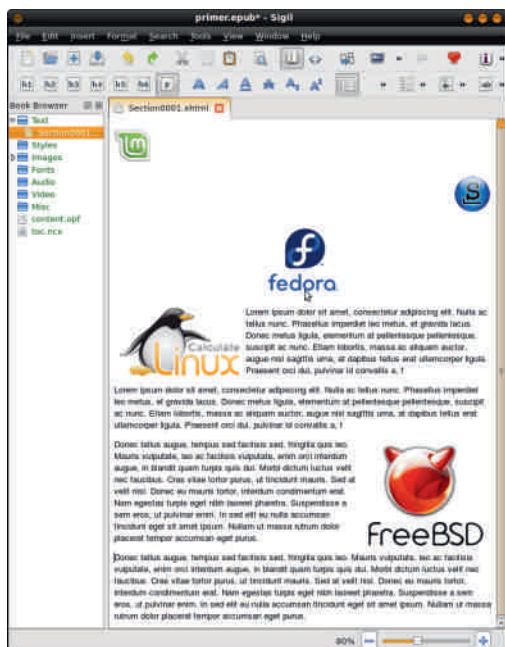 primer.epub* - Sigil
File Edit Insert Format Search Tools View Window Help
h1 h2 h3 h4 h5 h6 P A A A A A A
Book Browser
Section0001.xhtml
Text
Section0001
Styles
Images
Fonts
Audio
Video
Misc
content.opf
toc.ncx
S
fedora
Calculate
Linux
Lorem ipsum dolor sit amet, consectetur adipiscing elit. Nulla ac
tellus nunc. Phasellus imperdiet leo metus, et gravida lacus.
Donec metus ligula, elementum at pellentesque pellentesque,
suscipit ac nunc. Etiam lobortis, massa ac aliquam auctor,
augue nisl sagittis urna, at dapibus tellus erat ullamcorper ligula.
Praesent orci dui, pulvinar id convallis a, f
Lorem ipsum dolor sit amet, consectetur adipiscing elit. Nulla ac tellus nunc. Phasellus imperdiet
leo metus, et gravida lacus. Donec metus ligula, elementum at pellentesque pellentesque, suscipit
ac nunc. Etiam lobortis, massa ac aliquam auctor, augue nisl sagittis urna, at dapibus tellus erat
ullamcorper ligula. Praesent orci dui, pulvinar id convallis a, f
Donec tellus augue, tempus sed facilisis sed, fringilla quis leo.
Mauris vulputate, leo ac facilisis vulputate, enim orci interdum
augue, in blandit quam turpis quis dui. Morbi dictum luctus velit
nec faucibus. Cras vitae tortor purus, ut tincidunt mauris. Sed at
velit nisl. Donec eu mauris tortor, interdum condimentum erat.
Nam egestas turpis eget nibh laoreet pharetra. Suspendisse a
sem eros, ut pulvinar enim. In sed elit eu nulla accumsan
tincidunt eget sit amet ipsum. Nullam ut massa rutrum dolor
placerat tempor accumsan eget purus.
FreeBSD
Donec tellus augue, tempus sed facilisis sed, fringilla quis leo. Mauris vulputate, leo ac facilisis
vulputate, enim orci interdum augue, in blandit quam turpis quis dui. Morbi dictum luctus velit nec
faucibus. Cras vitae tortor purus, ut tincidunt mauris. Sed at velit nisl. Donec eu mauris tortor,
interdum condimentum erat. Nam egestas turpis eget nibh laoreet pharetra. Suspendisse a sem
eros, ut pulvinar enim. In sed elit eu nulla accumsan tincidunt eget sit amet ipsum. Nullam ut massa
rutrum dolor placerat tempor accumsan eget purus.
80%